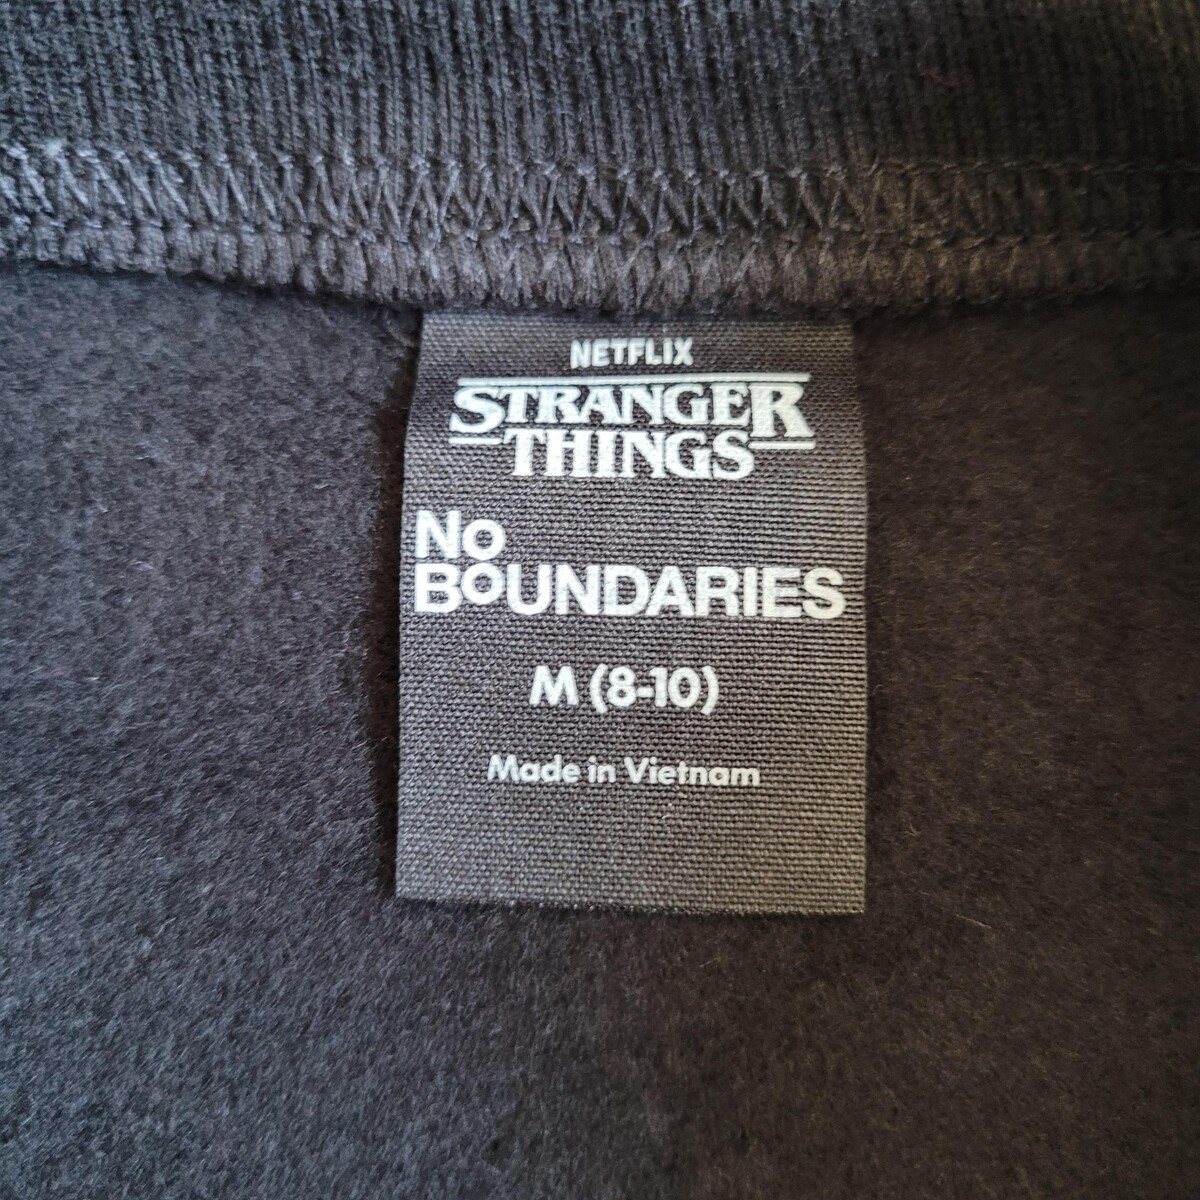 NETFLIX
STRANGER
THINGS
No
BoUNDARIES
M (8-10)
Made in Vietnam